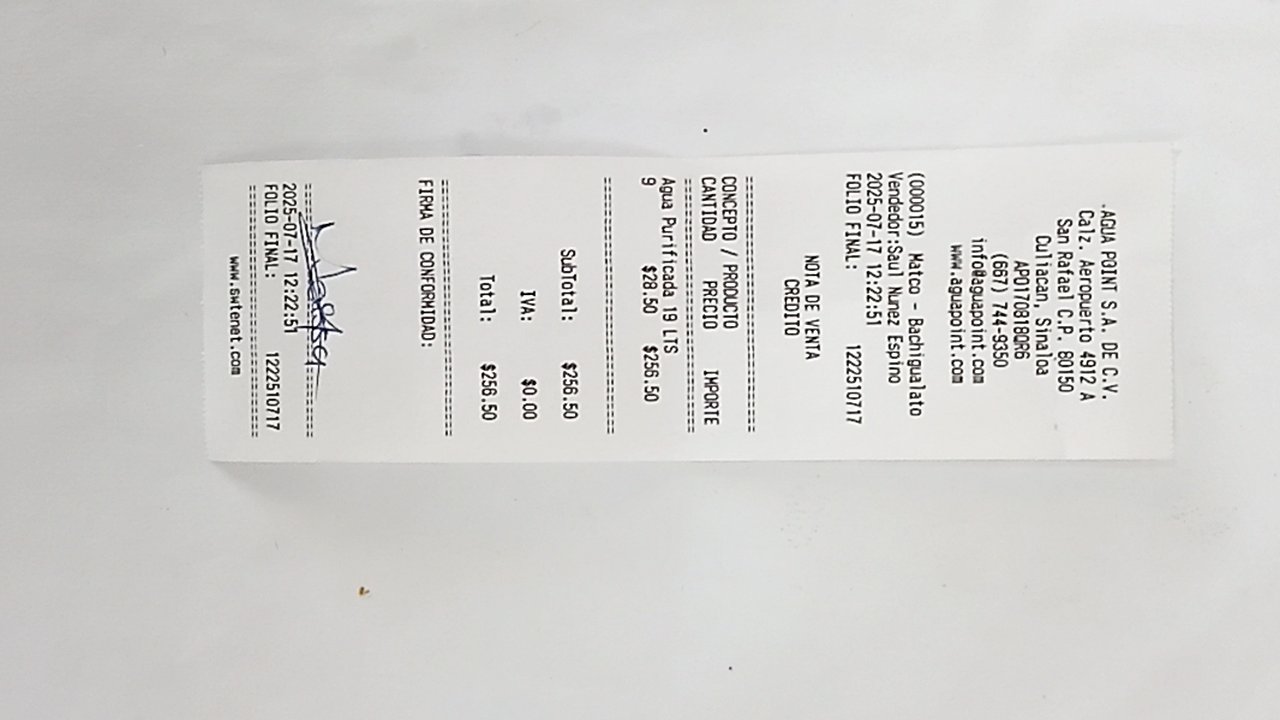 .AGUA POINT S.A. DE C.V.
Calz. Aeropuerto 4912 A
San Rafael C.P. 80150
Culiacan, Sinaloa
APO170818QR6
(667) 744-9350
info@aguapoint.com
www.aguapoint.com
(000015) Matco - Bachigualato
Vendedor:Saul Nunez Espino
2025-07-17 12:22:51
FOLIO FINAL: 1222510717
NOTA DE VENTA
CREDITO
==============================
CONCEPTO / PRODUCTO
CANTIDAD PRECIO IMPORTE
==============================
Agua Purificada 19 LTS
9 $28.50 $256.50
==============================
SubTotal: $256.50
IVA: $0.00
Total: $256.50
==============================
FIRMA DE CONFORMIDAD:
==============================
2025-07-17 12:22:51
FOLIO FINAL: 1222510717
==============================
www.swtenet.com